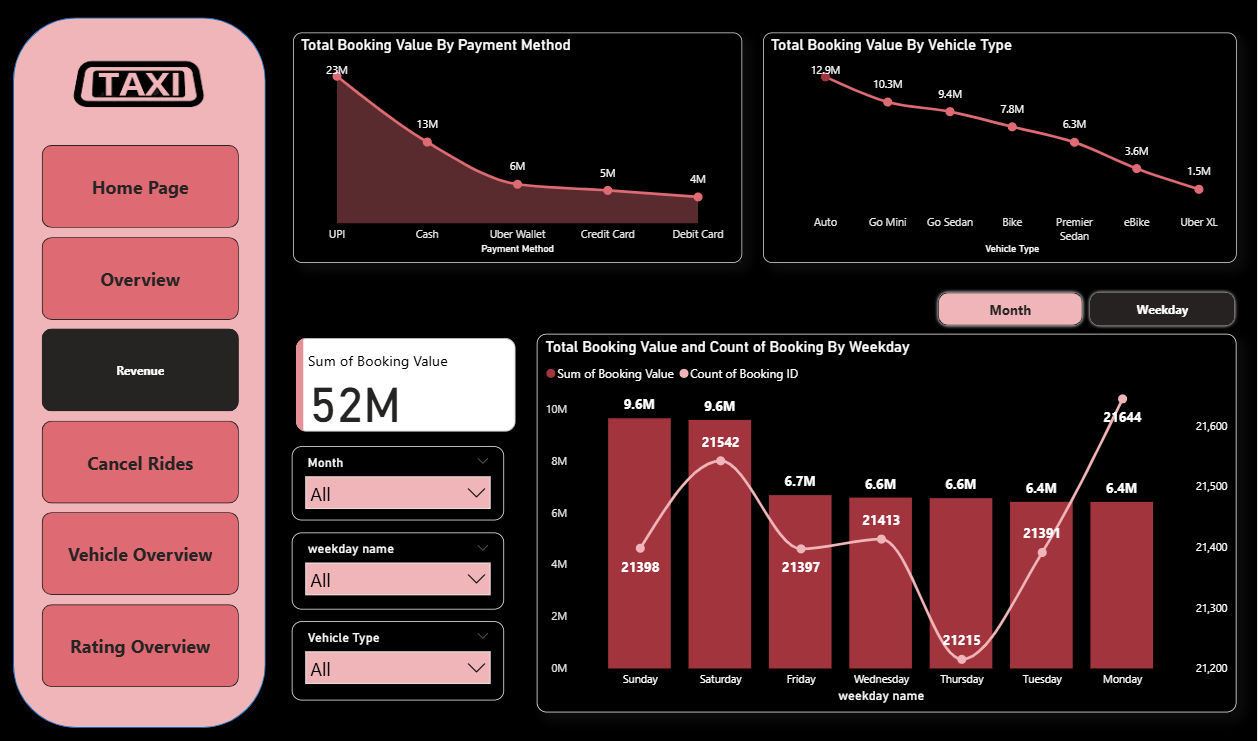 TAXI
Home Page
Overview
Revenue
Cancel Rides
Vehicle Overview
Rating Overview
Total Booking Value By Payment Method
23M
13M
6M
5M
4M
UPI Cash Uber Wallet Credit Card Debit Card
Payment Method
Total Booking Value By Vehicle Type
12.9M
10.3M
9.4M
7.8M
6.3M
3.6M
1.5M
Auto Go Mini Go Sedan Bike Premier eBike Uber XL
Sedan
Vehicle Type
Month Weekday
Sum of Booking Value
52M
Month
All
weekday name
All
Vehicle Type
All
Total Booking Value and Count of Booking By Weekday
Sum of Booking Value Count of Booking ID
10M
8M
6M
4M
2M
0M
9.6M 9.6M 6.7M 6.6M 6.6M 6.4M 6.4M
21398 21542 21397 21413 21215 21391 21644
21,600
21,500
21,400
21,300
21,200
Sunday Saturday Friday Wednesday Thursday Tuesday Monday
weekday name